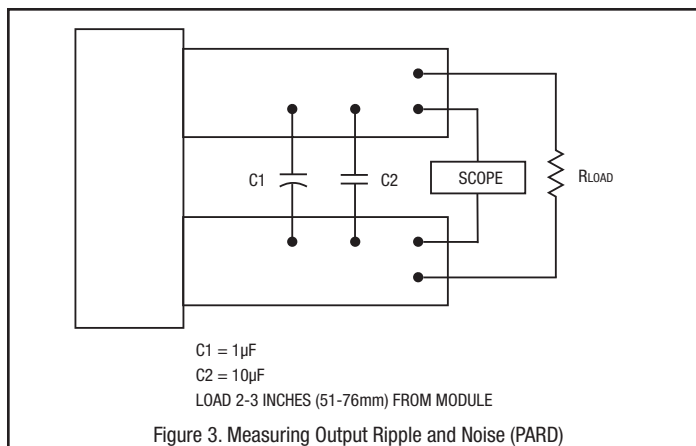 C1
C2
SCOPE
RLOAD
C1 = 1µF
C2 = 10µF
LOAD 2-3 INCHES (51-76mm) FROM MODULE
Figure 3. Measuring Output Ripple and Noise (PARD)